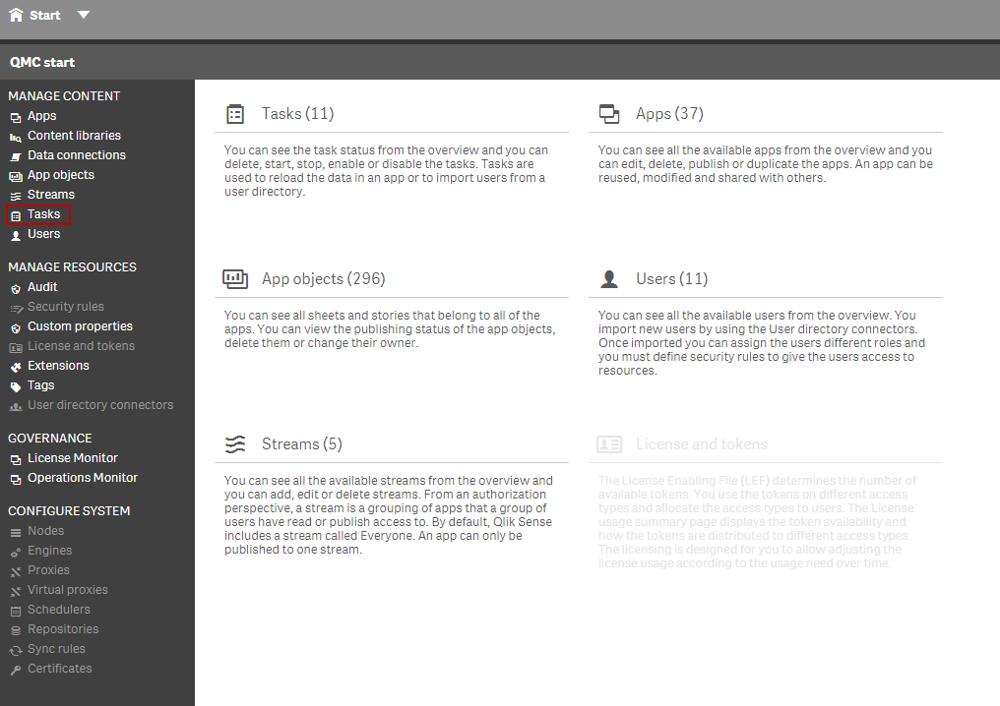 Start
QMC start
MANAGE CONTENT
Apps
Content libraries
Data connections
App objects
Streams
Tasks
Users
MANAGE RESOURCES
Audit
Security rules
Custom properties
License and tokens
Extensions
Tags
User directory connectors
GOVERNANCE
License Monitor
Operations Monitor
CONFIGURE SYSTEM
Nodes
Engines
Proxies
Virtual proxies
Schedulers
Repositories
Sync rules
Certificates
Tasks (11)
You can see the task status from the overview and you can
delete, start, stop, enable or disable the tasks. Tasks are
used to reload the data in an app or to import users from a
user directory.
Apps (37)
You can see all the available apps from the overview and you
can edit, delete, publish or duplicate the apps. An app can be
reused, modified and shared with others.
App objects (296)
You can see all sheets and stories that belong to all of the
apps. You can view the publishing status of the app objects,
delete them or change their owner.
Users (11)
You can see all the available users from the overview. You
import new users by using the User directory connectors.
Once imported you can assign the users different roles and
you must define security rules to give the users access to
resources.
Streams (5)
You can see all the available streams from the overview and
you can add, edit or delete streams. From an authorization
perspective, a stream is a grouping of apps that a group of
users have read or publish access to. By default, Qlik Sense
includes a stream called Everyone. An app can only be
published to one stream.
License and tokens
The License Enabling File (LEF) determines the number of
available tokens. You use the tokens on different access
types and allocate the access types to users. The License
usage summary page displays the token availability and
how the tokens are distributed to different access types.
The licensing is designed for you to allow adjusting the
license usage according to the usage need over time.